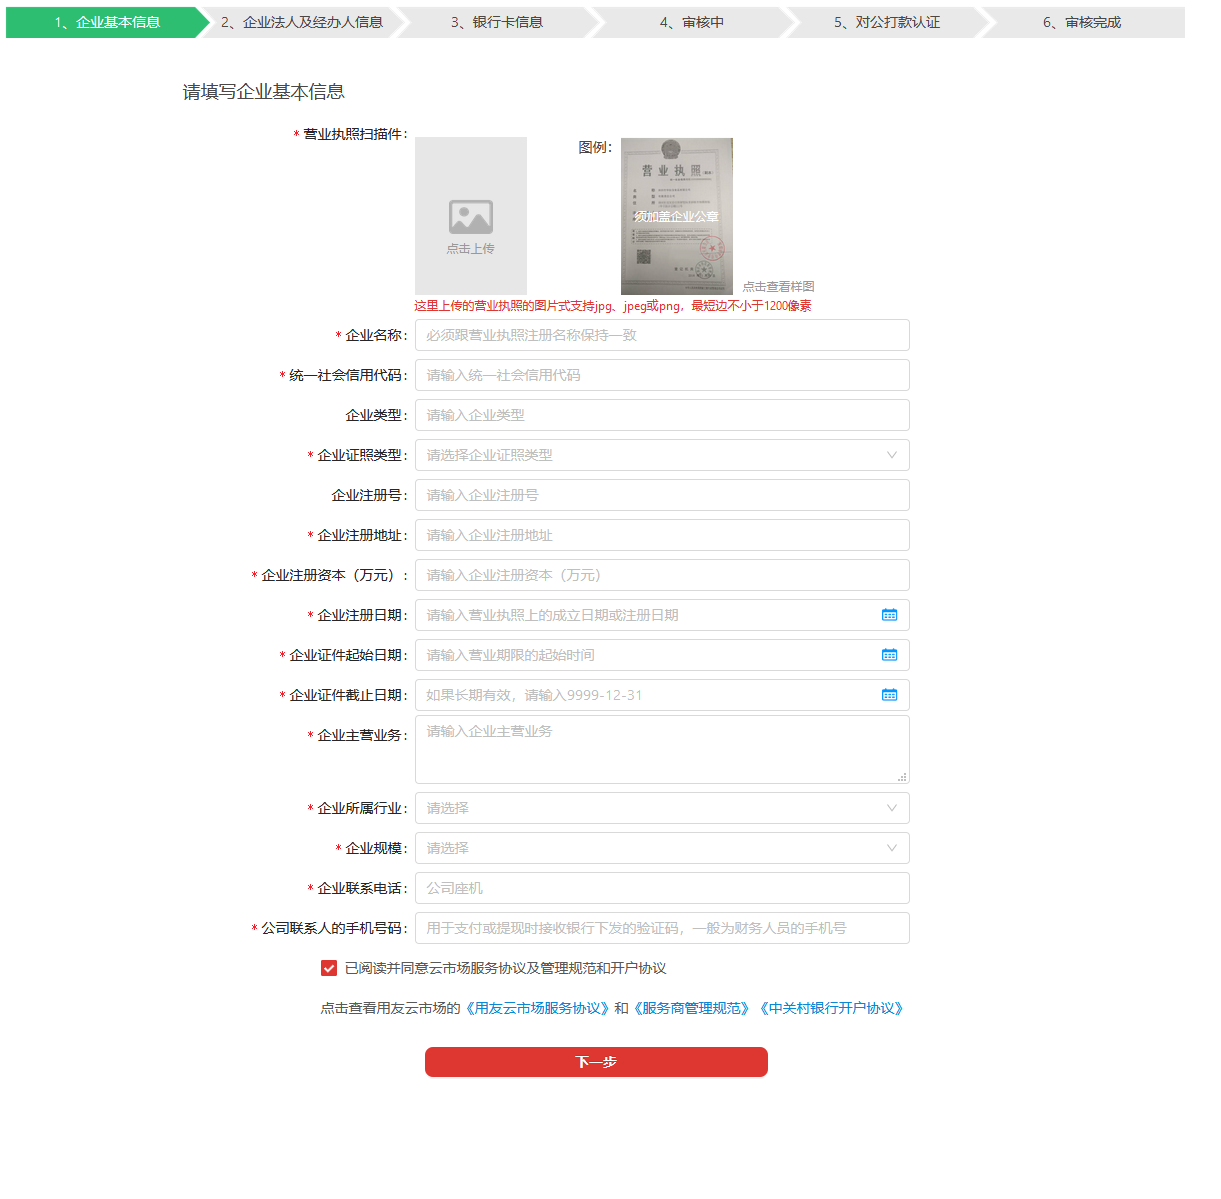 1、企业基本信息
2、企业法人及经办人信息
3、银行卡信息
4、审核中
5、对公打款认证
6、审核完成
请填写企业基本信息
* 营业执照扫描件:
点击上传
图例:
营业执照
须加盖企业公章
点击查看样图
这里上传的营业执照的图片式支持jpg、jpeg或png，最短边不小于1200像素
* 企业名称: 必须跟营业执照注册名称保持一致
* 统一社会信用代码: 请输入统一社会信用代码
企业类型: 请输入企业类型
* 企业证照类型: 请选择企业证照类型
企业注册号: 请输入企业注册号
* 企业注册地址: 请输入企业注册地址
* 企业注册资本（万元）: 请输入企业注册资本（万元）
* 企业注册日期: 请输入营业执照上的成立日期或注册日期
* 企业证件起始日期: 请输入营业期限的起始时间
* 企业证件截止日期: 如果长期有效，请输入9999-12-31
* 企业主营业务: 请输入企业主营业务
* 企业所属行业: 请选择
* 企业规模: 请选择
* 企业联系电话: 公司座机
* 公司联系人的手机号码: 用于支付或提现时接收银行下发的验证码，一般为财务人员的手机号
已阅读并同意云市场服务协议及管理规范和开户协议
点击查看用友云市场的《用友云市场服务协议》和《服务商管理规范》《中关村银行开户协议》
下一步